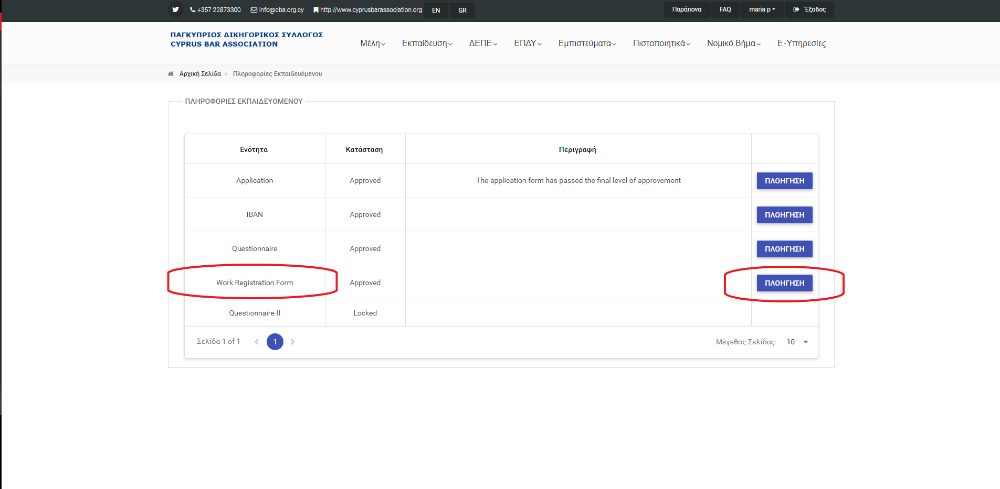 +357 22873300 info@cba.org.cy http://www.cyprusbarassociation.org EN GR Παράπονα FAQ maria p Έξοδος
ΠΑΓΚΥΠΡΙΟΣ ΔΙΚΗΓΟΡΙΚΟΣ ΣΥΛΛΟΓΟΣ
CYPRUS BAR ASSOCIATION
Μέλη Εκπαίδευση ΔΕΠΕ ΕΠΔΥ Εμπιστεύματα Πιστοποιητικά Νομικό Βήμα Ε-Υπηρεσίες
Αρχική Σελίδα » Πληροφορίες Εκπαιδευόμενου
ΠΛΗΡΟΦΟΡΙΕΣ ΕΚΠΑΙΔΕΥΟΜΕΝΟΥ
Ενότητα Κατάσταση Περιγραφή
Application Approved The application form has passed the final level of approvement ΠΛΟΗΓΗΣΗ
IBAN Approved ΠΛΟΗΓΗΣΗ
Questionnaire Approved ΠΛΟΗΓΗΣΗ
Work Registration Form Approved ΠΛΟΗΓΗΣΗ
Questionnaire II Locked
Σελίδα 1 of 1 1 Μέγεθος Σελίδας: 10